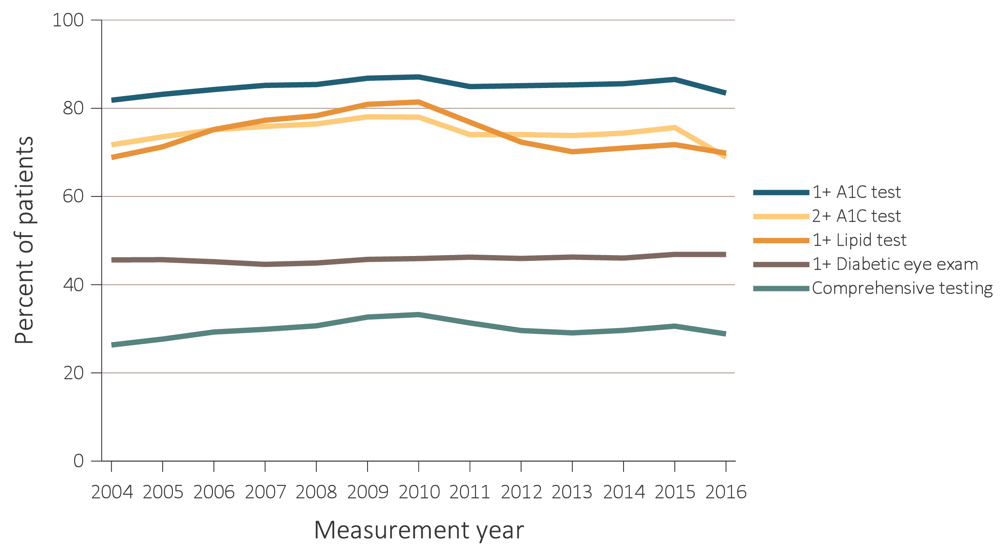 Percent of patients
100
80
60
40
20
0
2004 2005 2006 2007 2008 2009 2010 2011 2012 2013 2014 2015 2016
Measurement year
1+ A1C test
2+ A1C test
1+ Lipid test
1+ Diabetic eye exam
Comprehensive testing